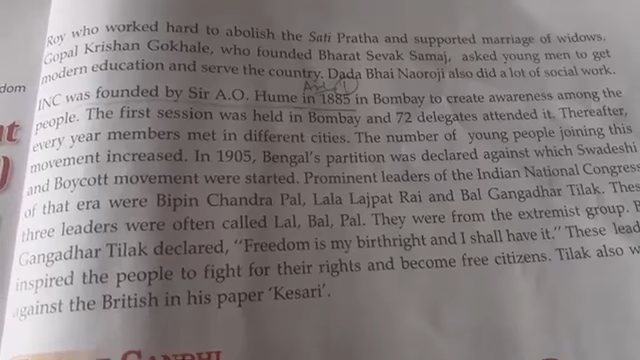 Roy who worked hard to abolish the Sati Pratha and supported marriage of widows.
Gopal Krishan Gokhale, who founded Bharat Sevak Samaj, asked young men to get
modern education and serve the country. Dada Bhai Naoroji also did a lot of social work.
dom
INC was founded by Sir A.O. Hume in 1885 in Bombay to create awareness among the
people. The first session was held in Bombay and 72 delegates attended it. Thereafter,
every year members met in different cities. The number of young people joining this
movement increased. In 1905, Bengal's partition was declared against which Swadeshi
and Boycott movement were started. Prominent leaders of the Indian National Congress
of that era were Bipin Chandra Pal, Lala Lajpat Rai and Bal Gangadhar Tilak. Thes
three leaders were often called Lal, Bal, Pal. They were from the extremist group. B
Gangadhar Tilak declared, "Freedom is my birthright and I shall have it." These lead
inspired the people to fight for their rights and become free citizens. Tilak also w
against the British in his paper 'Kesari'.
GANDHI